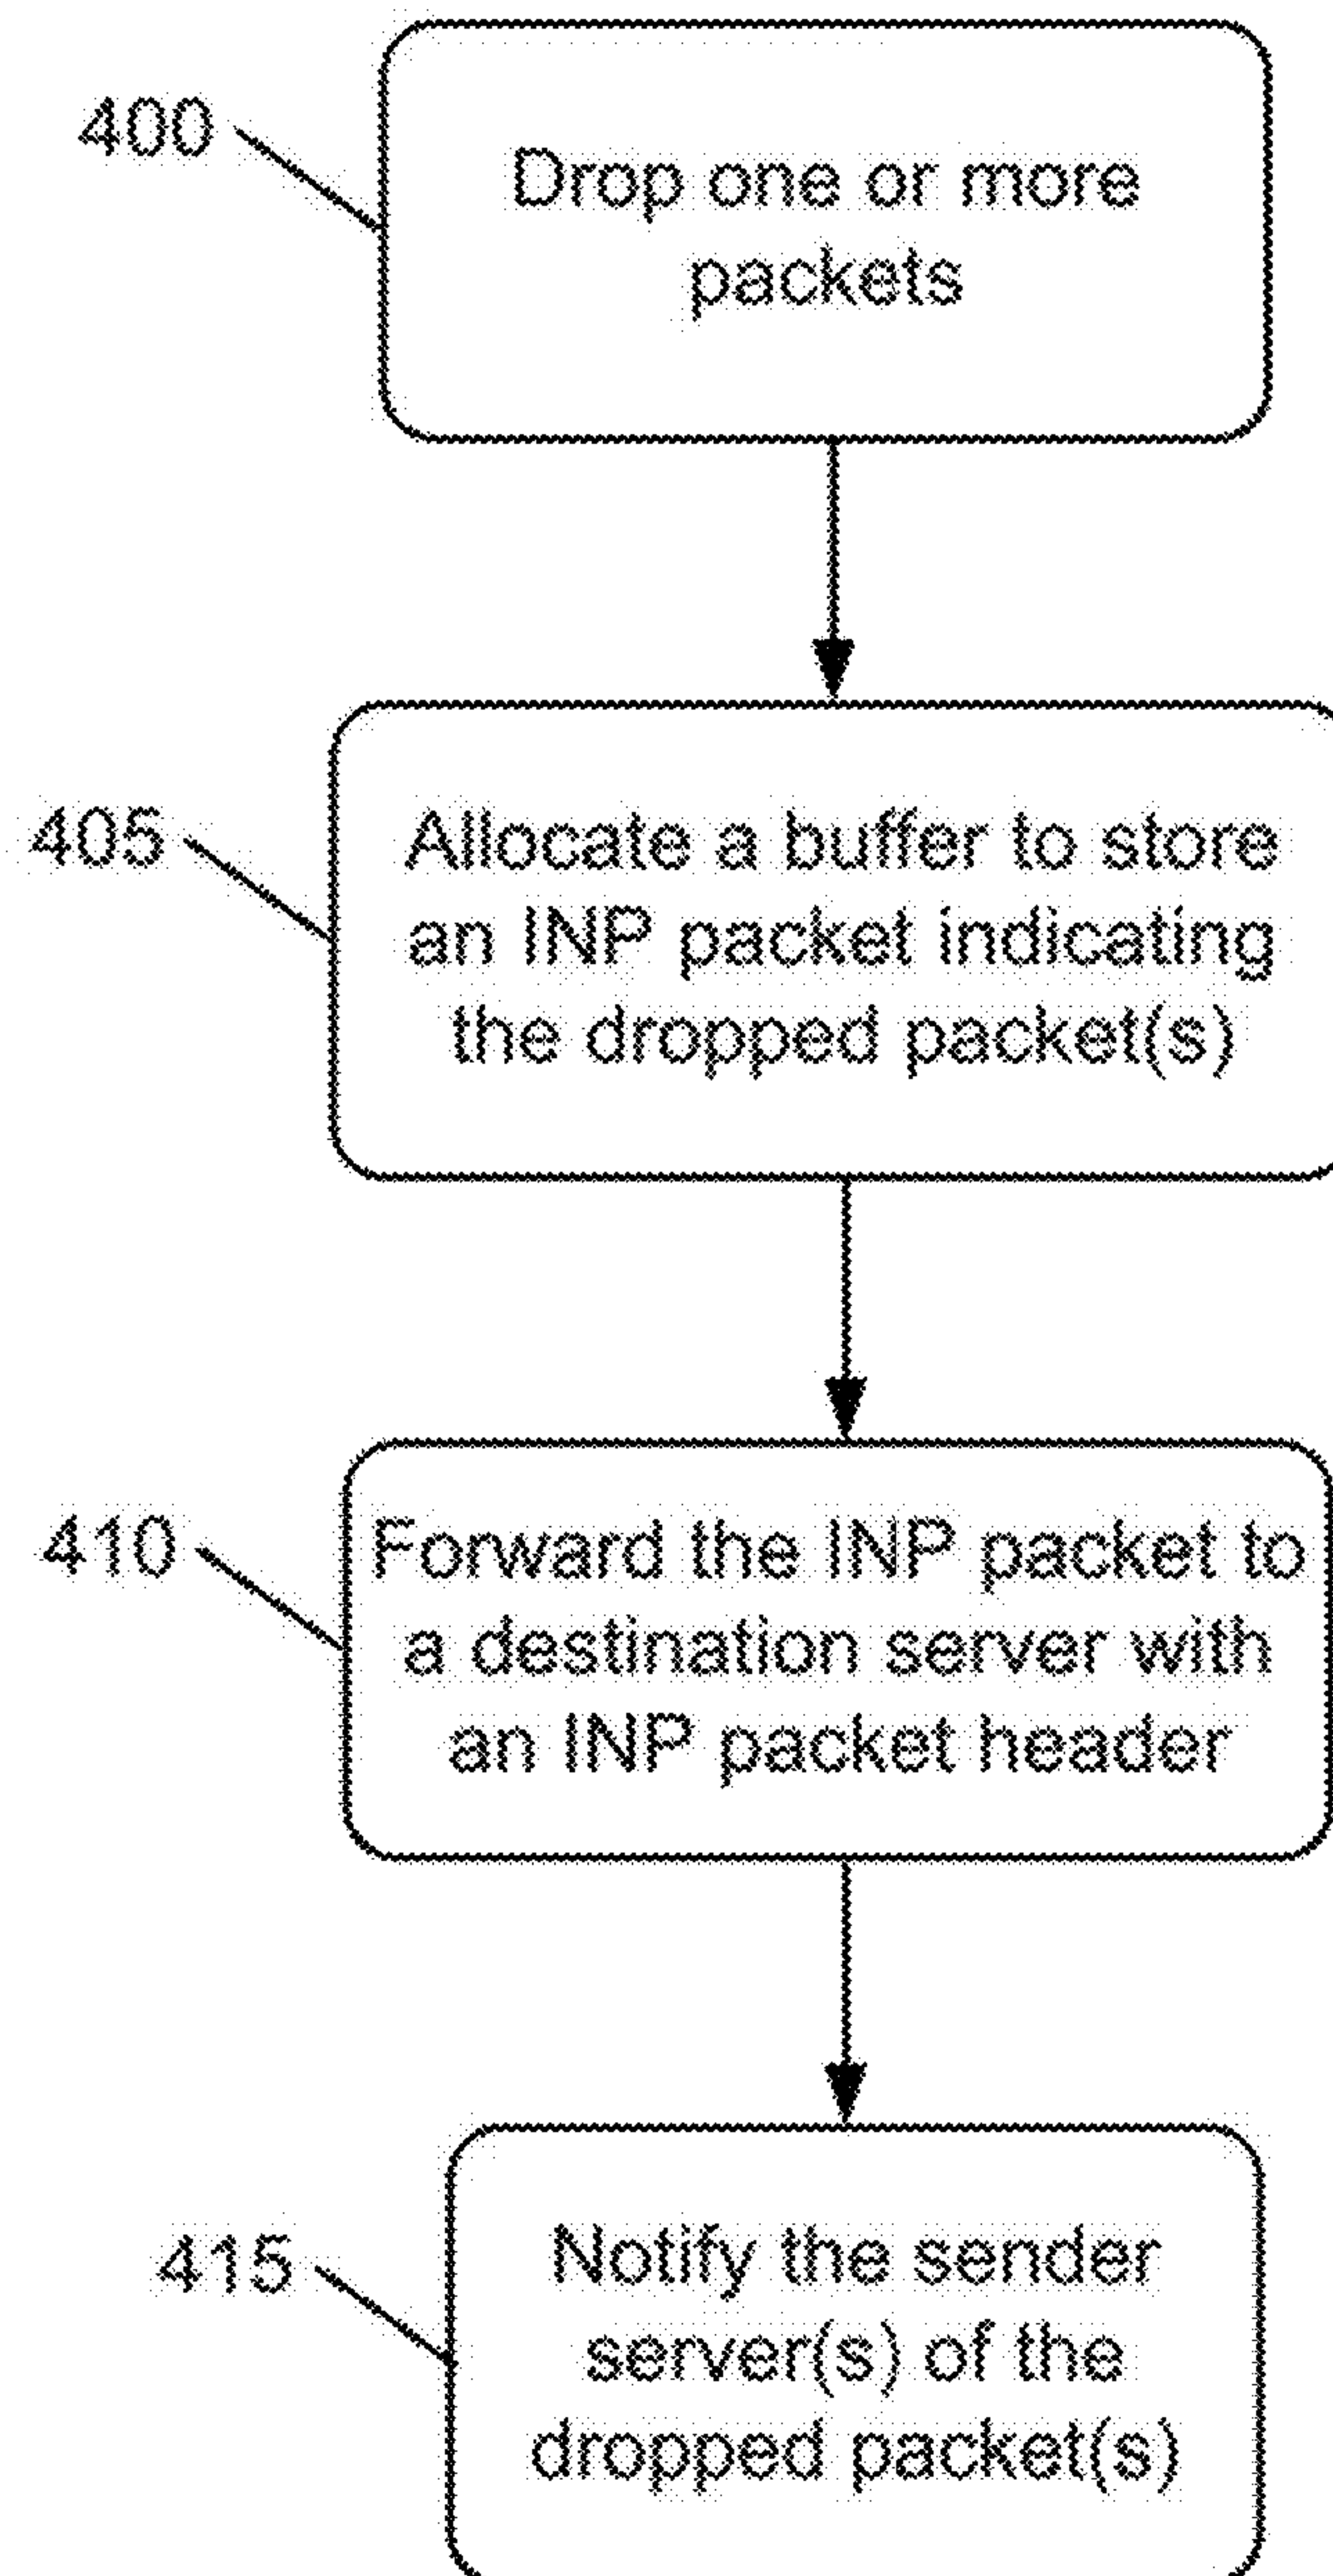 400
Drop one or more
packets
405
Allocate a buffer to store
an INP packet indicating
the dropped packet(s)
410
Forward the INP packet to
a destination server with
an INP packet header
415
Notify the sender
server(s) of the
dropped packet(s)